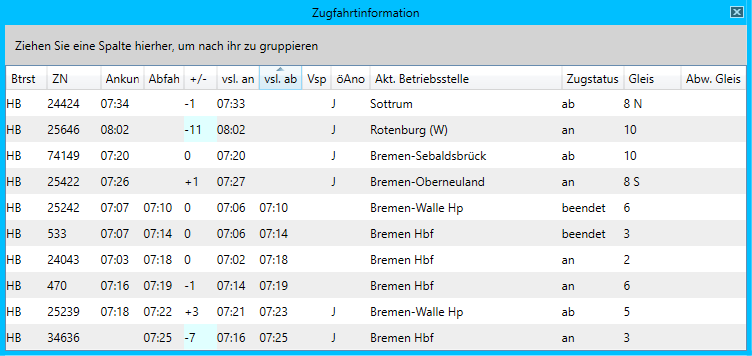 Zugfahrtinformation
Ziehen Sie eine Spalte hierher, um nach ihr zu gruppieren
Btrst ZN Ankun Abfah +/- vsl. an vsl. ab Vsp öAno Akt. Betriebsstelle Zugstatus Gleis Abw. Gleis
HB 24424 07:34 -1 07:33 J Sottrum ab 8 N
HB 25646 08:02 -11 08:02 J Rotenburg (W) an 10
HB 74149 07:20 0 07:20 J Bremen-Sebaldsbrück ab 10
HB 25422 07:26 +1 07:27 J Bremen-Oberneuland an 8 S
HB 25242 07:07 07:10 0 07:06 07:10 Bremen-Walle Hp beendet 6
HB 533 07:07 07:14 0 07:06 07:14 Bremen Hbf beendet 3
HB 24043 07:03 07:18 0 07:02 07:18 Bremen Hbf an 2
HB 470 07:16 07:19 -1 07:14 07:19 Bremen Hbf an 6
HB 25239 07:18 07:22 +3 07:21 07:23 J Bremen-Walle Hp ab 5
HB 34636 07:25 -7 07:16 07:25 J Bremen Hbf an 3